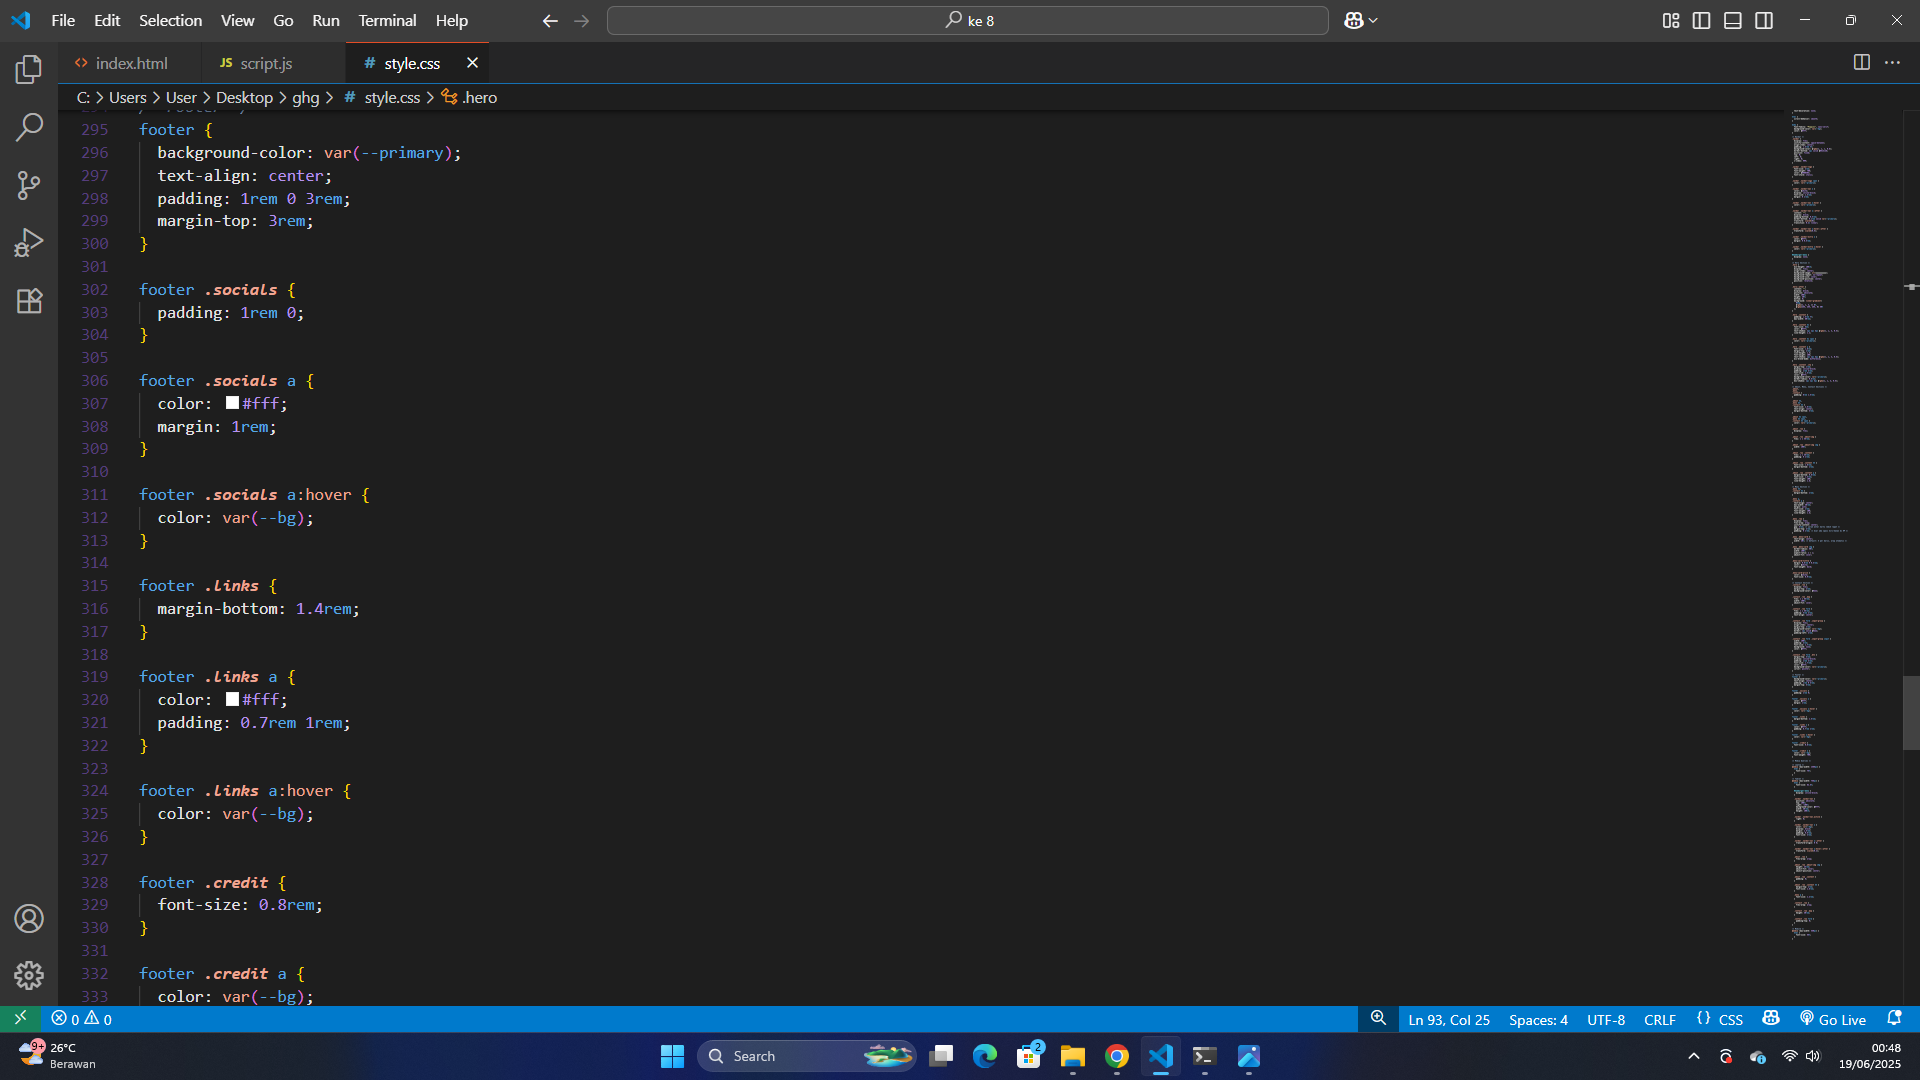 File Edit Selection View Go Run Terminal Help
ke 8
index.html
JS script.js
# style.css
C: > Users > User > Desktop > ghg > # style.css > .hero
295 footer {
296 background-color: var(--primary);
297 text-align: center;
298 padding: 1rem 0 3rem;
299 margin-top: 3rem;
300 }
301
302 footer .socials {
303 padding: 1rem 0;
304 }
305
306 footer .socials a {
307 color: #fff;
308 margin: 1rem;
309 }
310
311 footer .socials a:hover {
312 color: var(--bg);
313 }
314
315 footer .links {
316 margin-bottom: 1.4rem;
317 }
318
319 footer .links a {
320 color: #fff;
321 padding: 0.7rem 1rem;
322 }
323
324 footer .links a:hover {
325 color: var(--bg);
326 }
327
328 footer .credit {
329 font-size: 0.8rem;
330 }
331
332 footer .credit a {
333 color: var(--bg);
0 0
Ln 93, Col 25 Spaces: 4 UTF-8 CRLF {} CSS Go Live
9+
26°C
Berawan
Search
2
00:48
19/06/2025